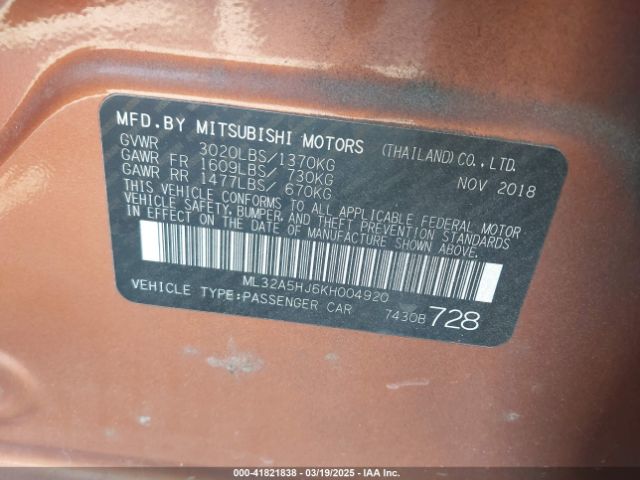 MFD.BY MITSUBISHI MOTORS (THAILAND)CO.,LTD.
GVWR 3020LBS/1370KG NOV 2018
GAWR FR 1609LBS/ 730KG
GAWR RR 1477LBS/ 670KG
THIS VEHICLE CONFORMS TO ALL APPLICABLE FEDERAL MOTOR
VEHICLE SAFETY,BUMPER,AND THEFT PREVENTION STANDARDS
IN EFFECT ON THE DATE OF MANUFACTURE SHOWN ABOVE.
ML32A5HJ6KH004920
VEHICLE TYPE:PASSENGER CAR 7430B 728
000-41821838 - 03/19/2025 - IAA Inc.